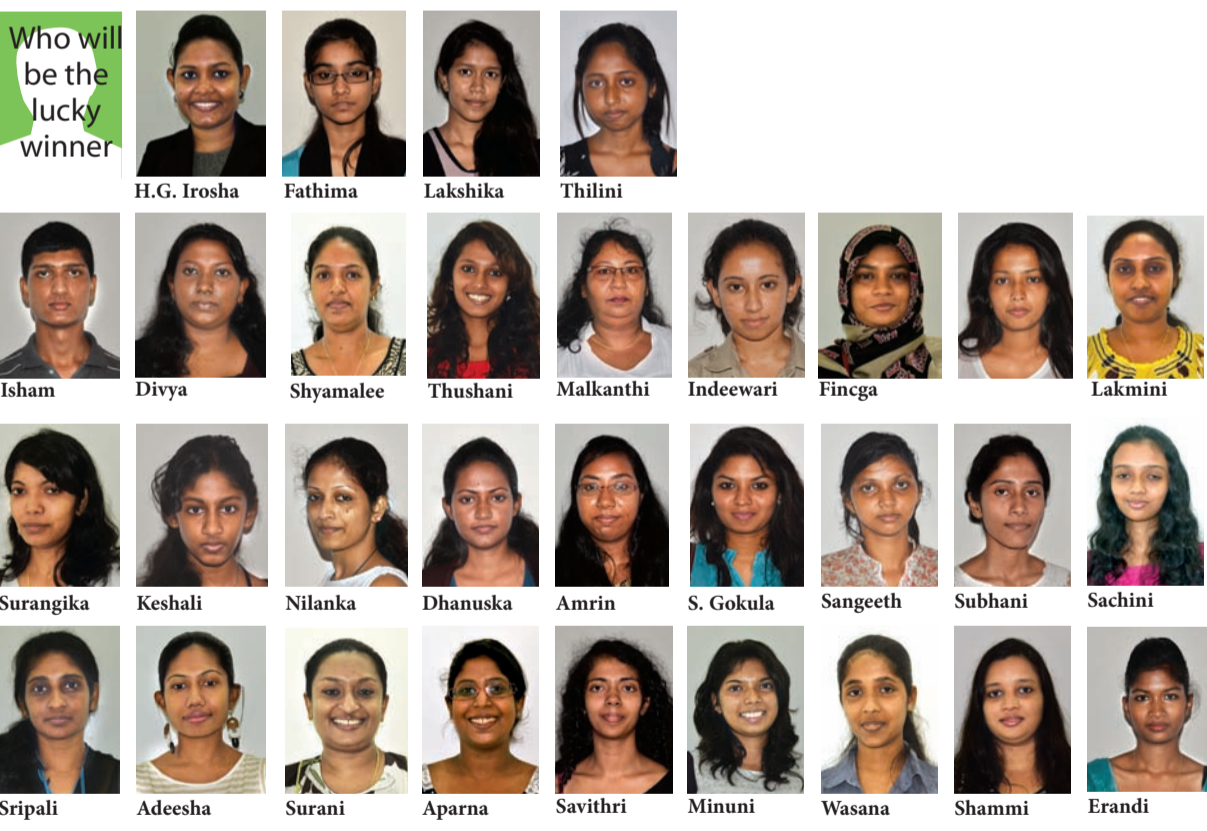 Who will
be the
lucky
winner
H.G. Irosha
Fathima
Lakshika
Thilini
Isham
Divya
Shyamalee
Thushani
Malkanthi
Indeewari
Fincga
Lakmini
Surangika
Keshali
Nilanka
Dhanuska
Amrin
S. Gokula
Sangeeth
Subhani
Sachini
Sripali
Adeesha
Surani
Aparna
Savithri
Minuni
Wasana
Shammi
Erandi